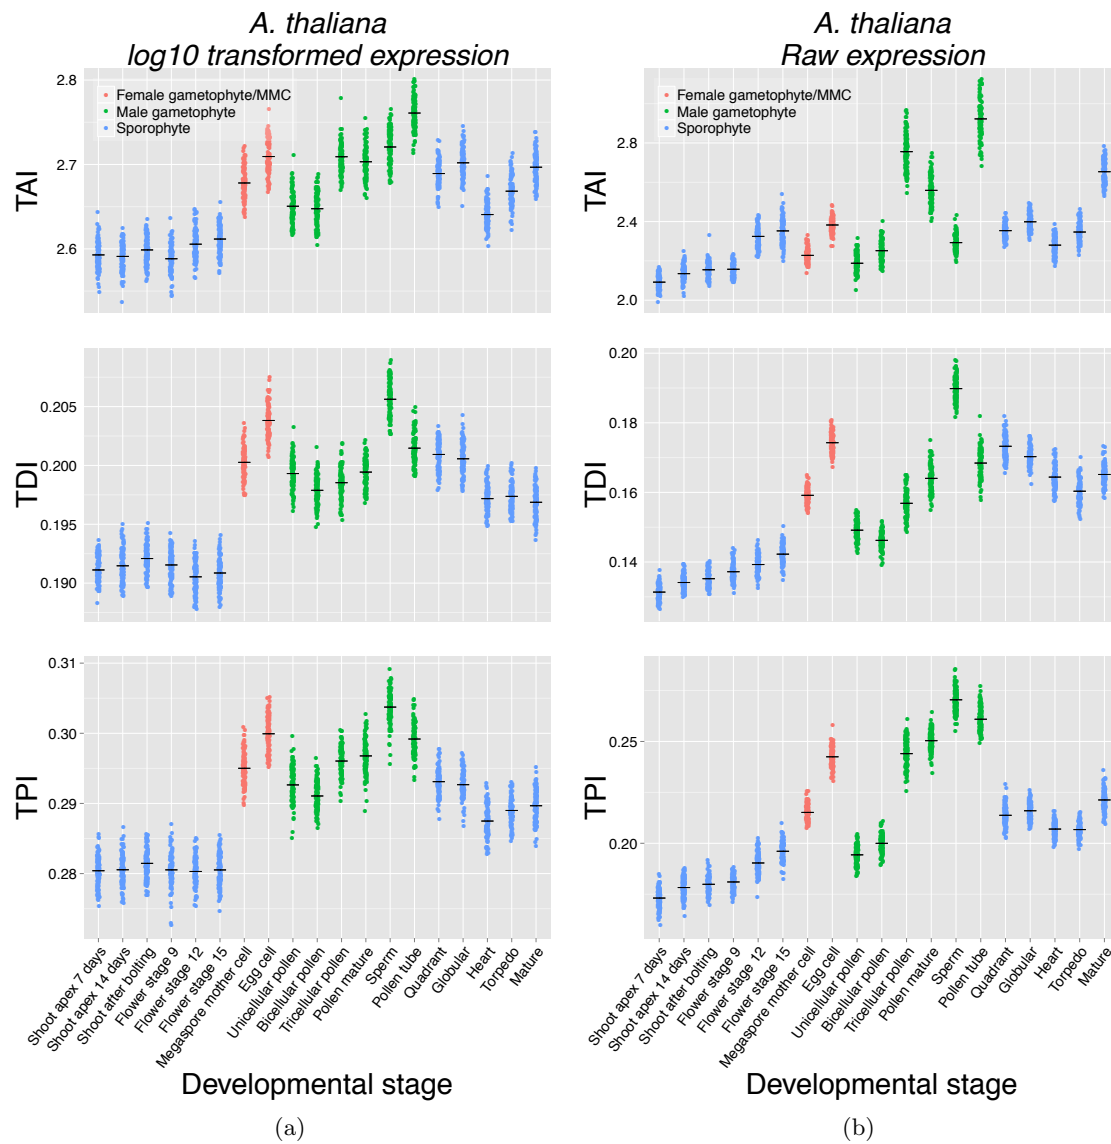 A. thaliana
log10 transformed expression
TAI
2.8
2.7
2.6
Female gametophyte/MMC
Male gametophyte
Sporophyte
TDI
0.205
0.200
0.195
0.190
TPI
0.31
0.30
0.29
0.28
Shoot apex 7 days
Shoot apex 14 days
Shoot after bolting
Flower stage 9
Flower stage 12
Flower stage 15
Megaspore mother cell
Egg cell
Unicellular pollen
Bicellular pollen
Tricellular pollen
Pollen mature
Sperm
Pollen tube
Quadrant
Globular
Heart
Torpedo
Mature
Developmental stage
(a)
A. thaliana
Raw expression
TAI
2.8
2.4
2.0
Female gametophyte/MMC
Male gametophyte
Sporophyte
TDI
0.20
0.18
0.16
0.14
TPI
0.25
0.20
Shoot apex 7 days
Shoot apex 14 days
Shoot after bolting
Flower stage 9
Flower stage 12
Flower stage 15
Megaspore mother cell
Egg cell
Unicellular pollen
Bicellular pollen
Tricellular pollen
Pollen mature
Sperm
Pollen tube
Quadrant
Globular
Heart
Torpedo
Mature
Developmental stage
(b)